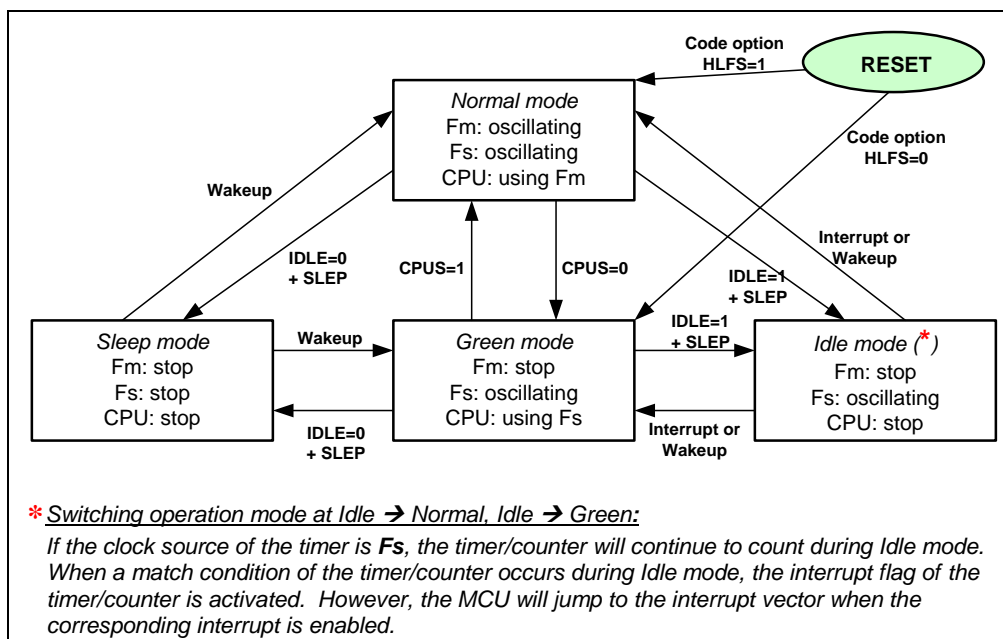 Code option
HLFS=1
RESET
Normal mode
Fm: oscillating
Fs: oscillating
CPU: using Fm
Code option
HLFS=0
Wakeup
IDLE=0
+ SLEP
CPUS=1
CPUS=0
IDLE=1
+ SLEP
Interrupt or
Wakeup
Sleep mode
Fm: stop
Fs: stop
CPU: stop
Wakeup
IDLE=0
+ SLEP
Green mode
Fm: stop
Fs: oscillating
CPU: using Fs
IDLE=1
+ SLEP
Interrupt or
Wakeup
Idle mode (*)
Fm: stop
Fs: oscillating
CPU: stop
* Switching operation mode at Idle → Normal, Idle → Green:
If the clock source of the timer is Fs, the timer/counter will continue to count during Idle mode.
When a match condition of the timer/counter occurs during Idle mode, the interrupt flag of the
timer/counter is activated.  However, the MCU will jump to the interrupt vector when the
corresponding interrupt is enabled.